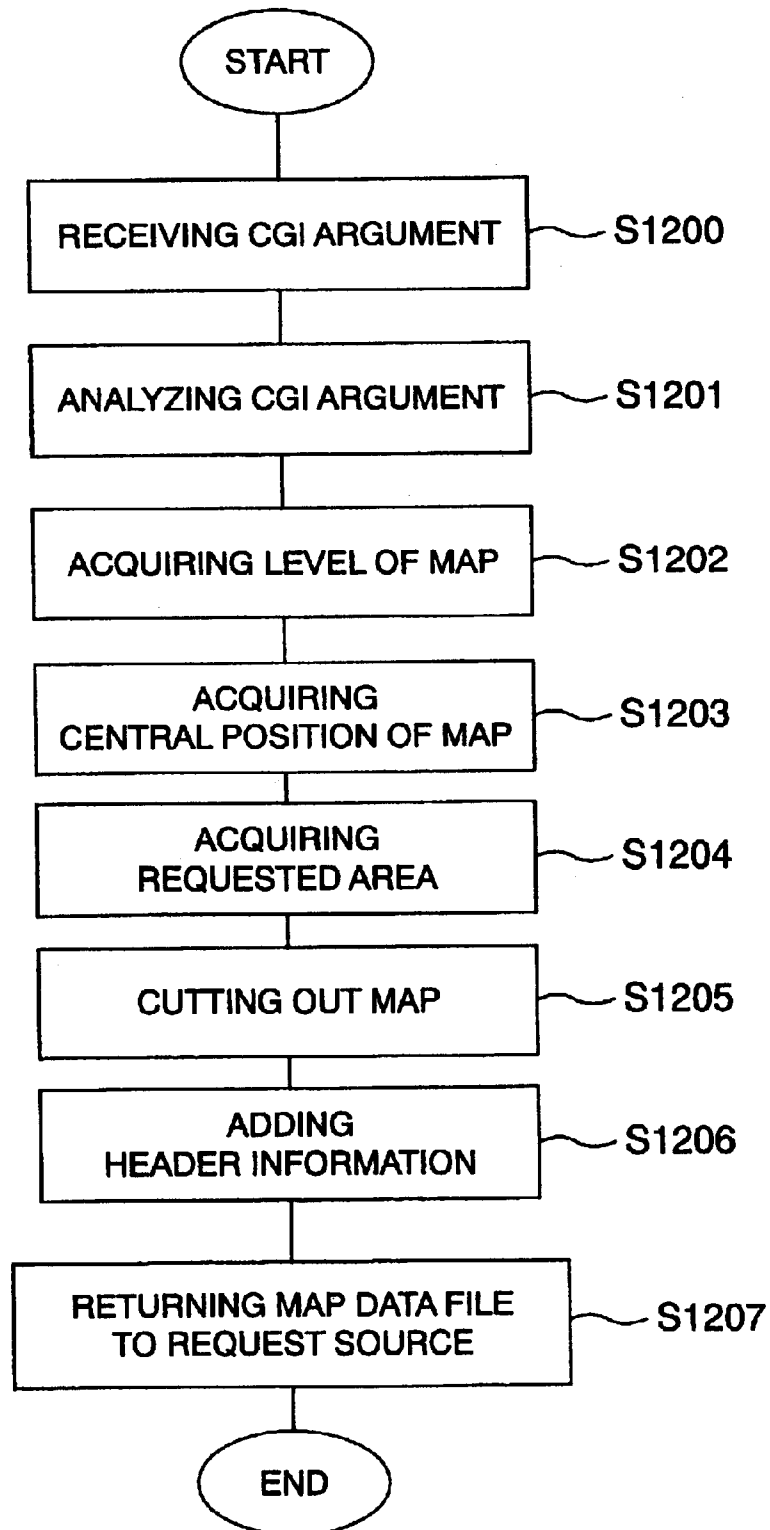 START
RECEIVING CGI ARGUMENT
S1200
ANALYZING CGI ARGUMENT
S1201
ACQUIRING LEVEL OF MAP
S1202
ACQUIRING
CENTRAL POSITION OF MAP
S1203
ACQUIRING
REQUESTED AREA
S1204
CUTTING OUT MAP
S1205
ADDING
HEADER INFORMATION
S1206
RETURNING MAP DATA FILE
TO REQUEST SOURCE
S1207
END